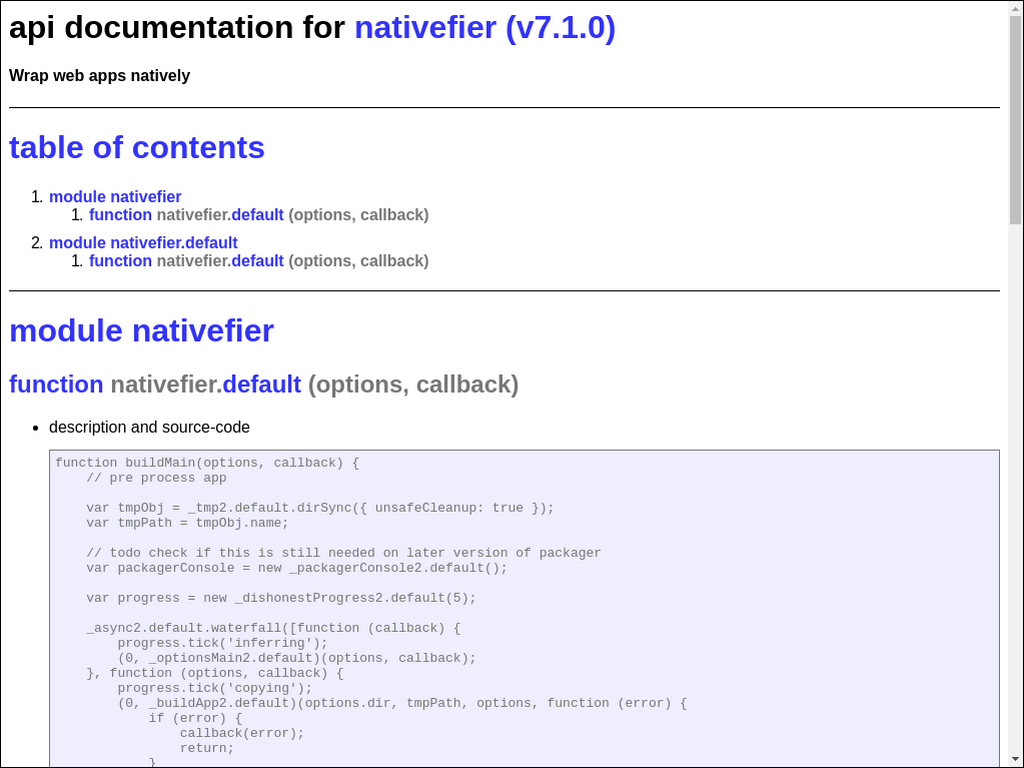 api documentation for nativefier (v7.1.0)
Wrap web apps natively
table of contents
1. module nativefier
1. function nativefier.default (options, callback)
2. module nativefier.default
1. function nativefier.default (options, callback)
module nativefier
function nativefier.default (options, callback)
• description and source-code
function buildMain(options, callback) {
    // pre process app
    var tmpObj = _tmp2.default.dirSync({ unsafeCleanup: true });
    var tmpPath = tmpObj.name;
    // todo check if this is still needed on later version of packager
    var packagerConsole = new _packagerConsole2.default();
    var progress = new _dishonestProgress2.default(5);
    _async2.default.waterfall([function (callback) {
        progress.tick('inferring');
        (0, _optionsMain2.default)(options, callback);
    }, function (options, callback) {
        progress.tick('copying');
        (0, _buildApp2.default)(options.dir, tmpPath, options, function (error) {
            if (error) {
                callback(error);
                return;
            }